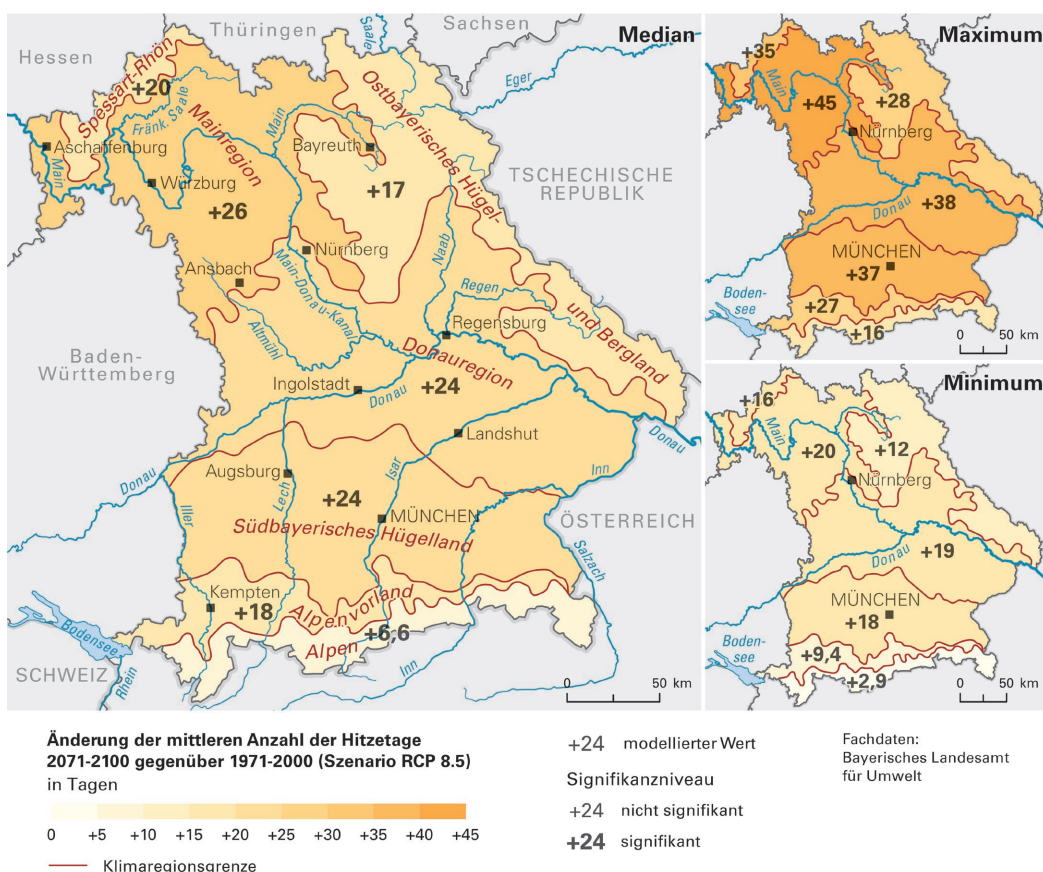 Median
Hessen
Thüringen
Sachsen
Saale
Eger
Spessart-Rhön
+20
Fränk. Saale
Mainregion
Main
Ostbayerisches Hügel-
und Bergland
Aschaffenburg
Main
Würzburg
+26
Bayreuth
+17
TSCHECHISCHE
REPUBLIK
Nürnberg
Ansbach
Main-Donau-Kanal
Naab
Regen
Altmühl
Regensburg
Baden-
Württemberg
Donauregion
Ingolstadt
Donau
+24
Landshut
Donau
Donau
Augsburg
Isar
Inn
Iller
Lech
+24
MÜNCHEN
Südbayerisches Hügelland
ÖSTERREICH
Salzach
Kempten
+18
Alpenvorland
Alpen
+6,6
Bodensee
SCHWEIZ
Rhein
Inn
0 50 km
Maximum
+35
Main
+45
+28
Nürnberg
Donau
+38
MÜNCHEN
+37
Boden-
see
+27
+16
0 50 km
Minimum
+16
Main
+20
+12
Nürnberg
Donau
+19
MÜNCHEN
+18
Boden-
see
+9,4
+2,9
0 50 km
Änderung der mittleren Anzahl der Hitzetage
2071-2100 gegenüber 1971-2000 (Szenario RCP 8.5)
in Tagen
0 +5 +10 +15 +20 +25 +30 +35 +40 +45
Klimaregionsgrenze
+24 modellierter Wert
Signifikanzniveau
+24 nicht signifikant
+24 signifikant
Fachdaten:
Bayerisches Landesamt
für Umwelt